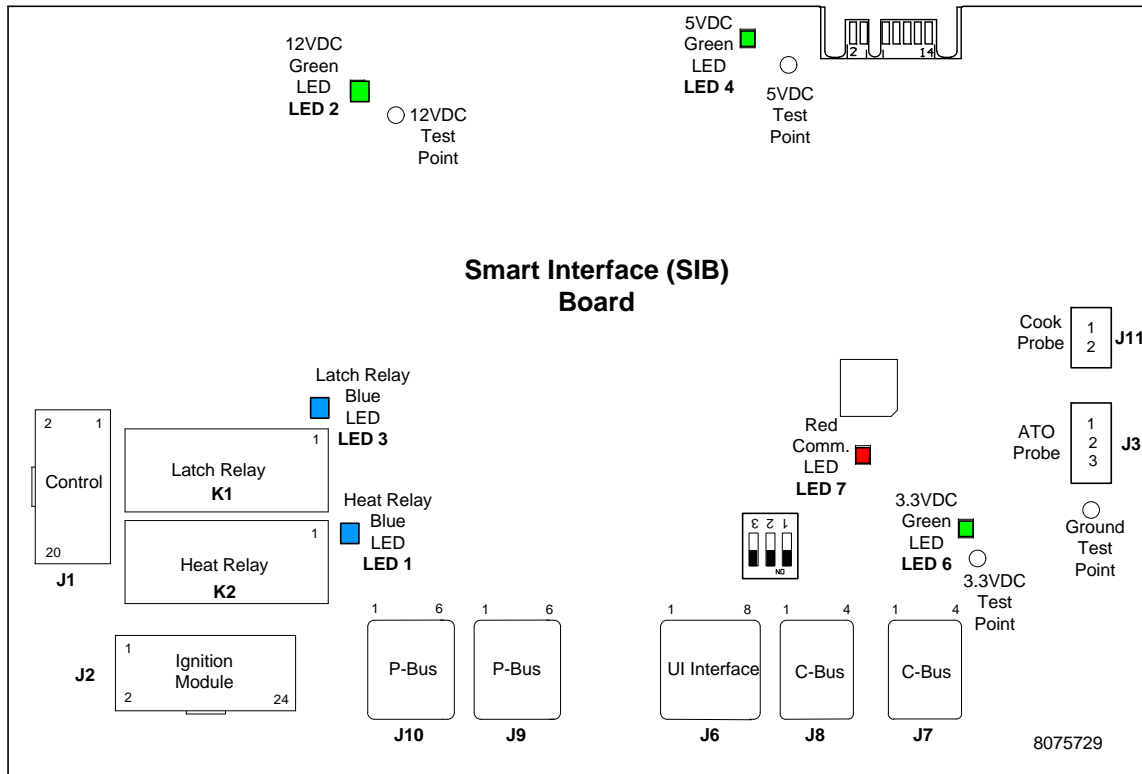 12VDC
Green
LED
LED 2
12VDC
Test
Point
5VDC
Green
LED
LED 4
5VDC
Test
Point
2
14
Smart Interface (SIB)
Board
Cook
Probe
1
2
J11
ATO
Probe
1
2
3
J3
Ground
Test
Point
Latch Relay
Blue
LED
LED 3
Red
Comm.
LED
LED 7
2 1
Control
20
J1
1
Latch Relay
K1
Heat Relay
Blue
LED
LED 1
1
Heat Relay
K2
3 2 1
ON
3.3VDC
Green
LED
LED 6
3.3VDC
Test
Point
J2
1
2
Ignition
Module
24
1 6
P-Bus
J10
1 6
P-Bus
J9
1 8
UI Interface
J6
1 4
C-Bus
J8
1 4
C-Bus
J7
8075729